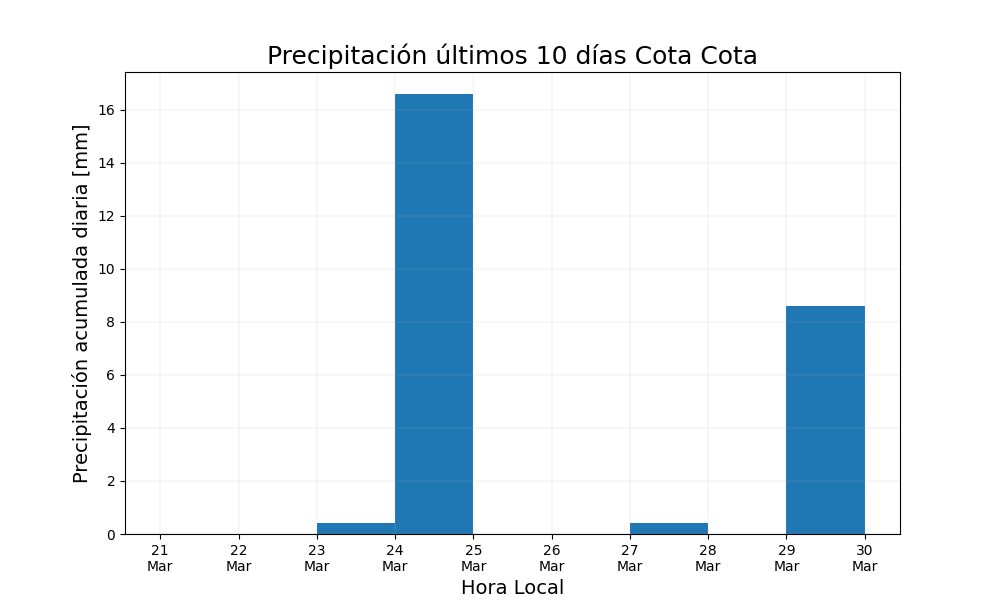 Precipitación últimos 10 días Cota Cota
Precipitación acumulada diaria [mm]
16
14
12
10
8
6
4
2
0
21 22 23 24 25 26 27 28 29 30
Mar Mar Mar Mar Mar Mar Mar Mar Mar Mar
Hora Local